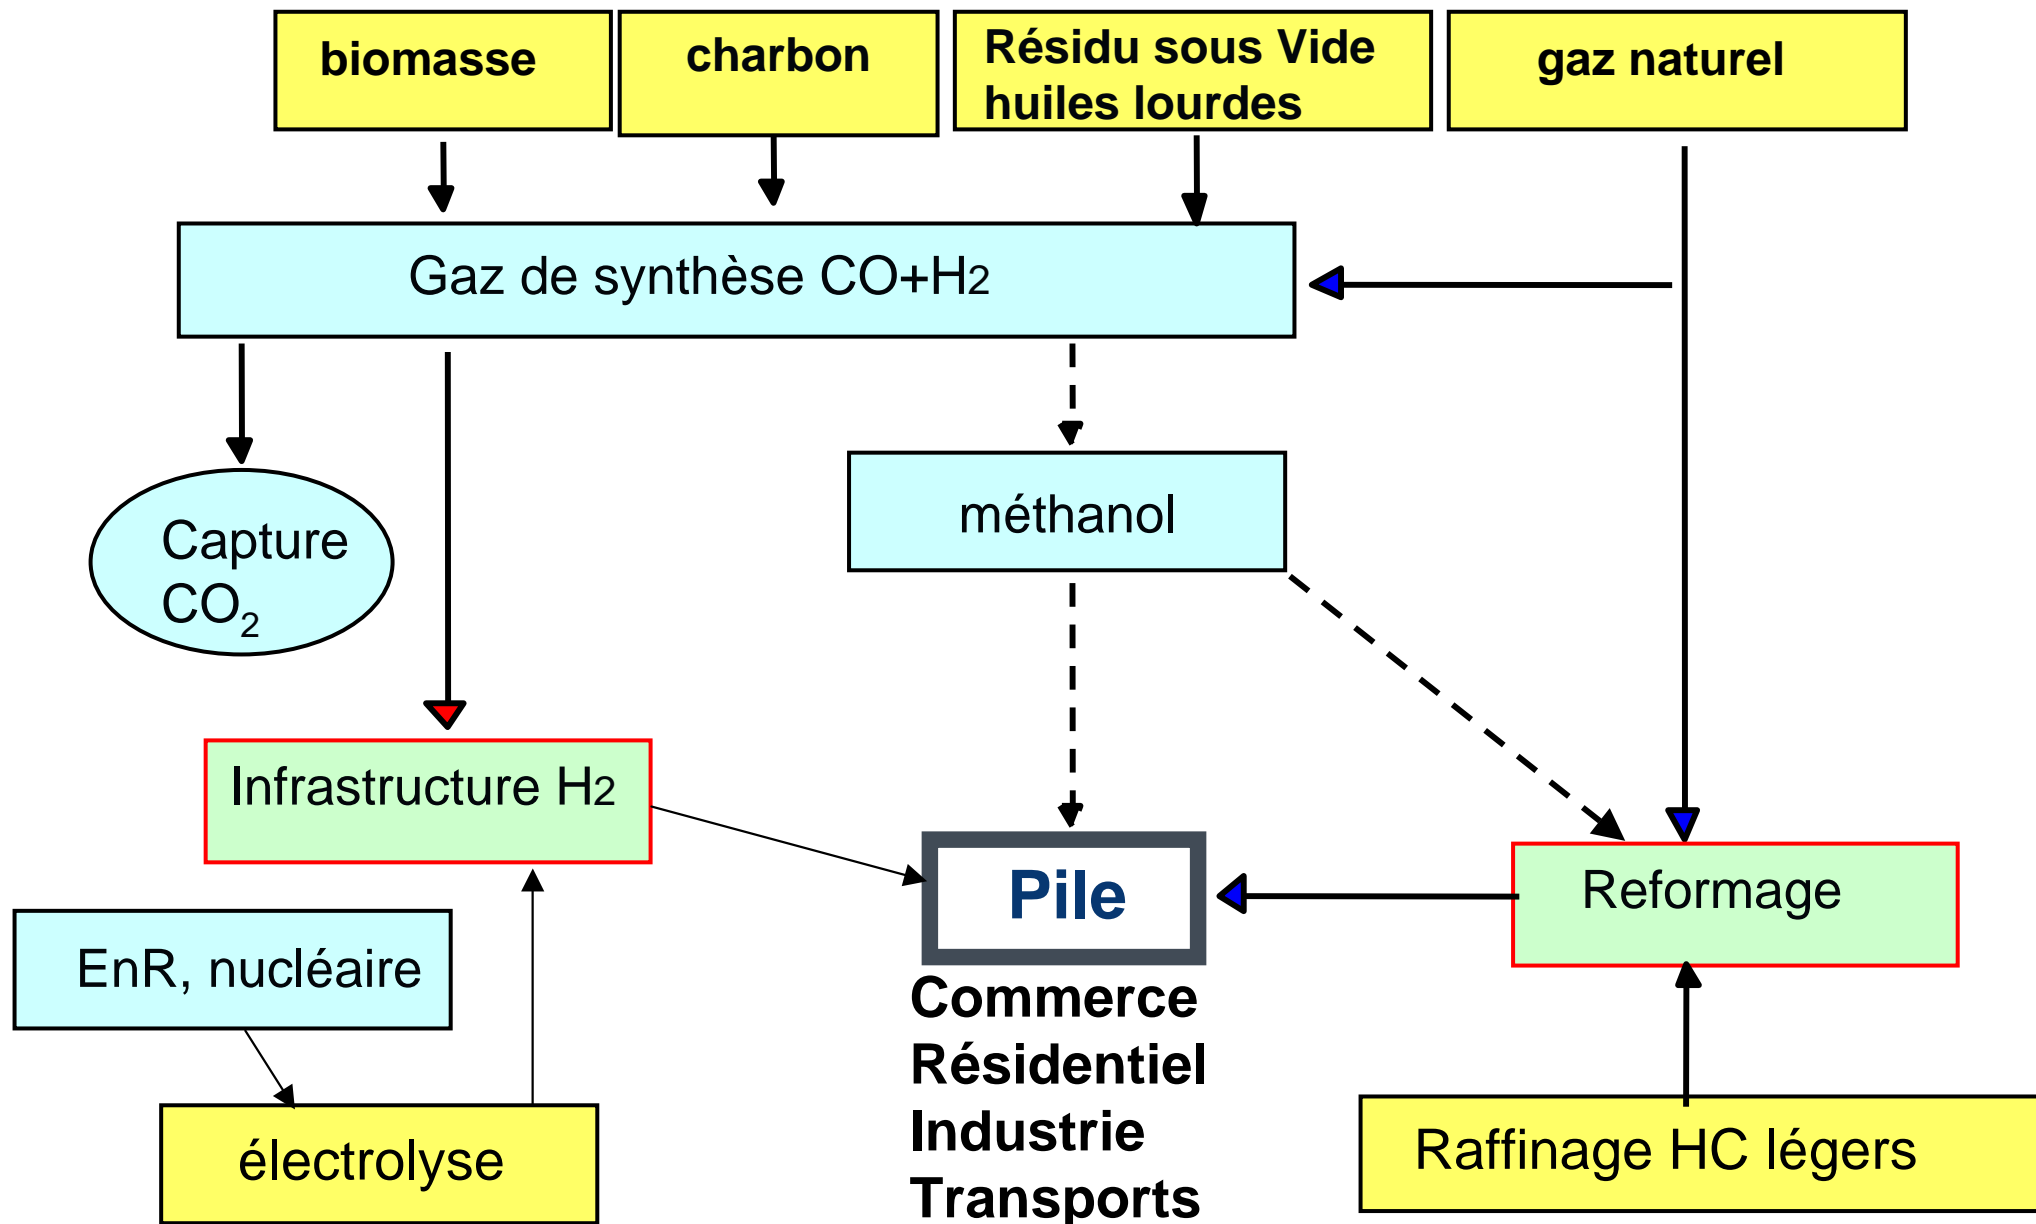 biomasse
charbon
Résidu sous Vide
huiles lourdes
gaz naturel
Gaz de synthèse CO+H2
Capture
CO₂
méthanol
Infrastructure H2
Pile
Reformage
EnR, nucléaire
Commerce
Résidentiel
Industrie
Transports
électrolyse
Raffinage HC légers